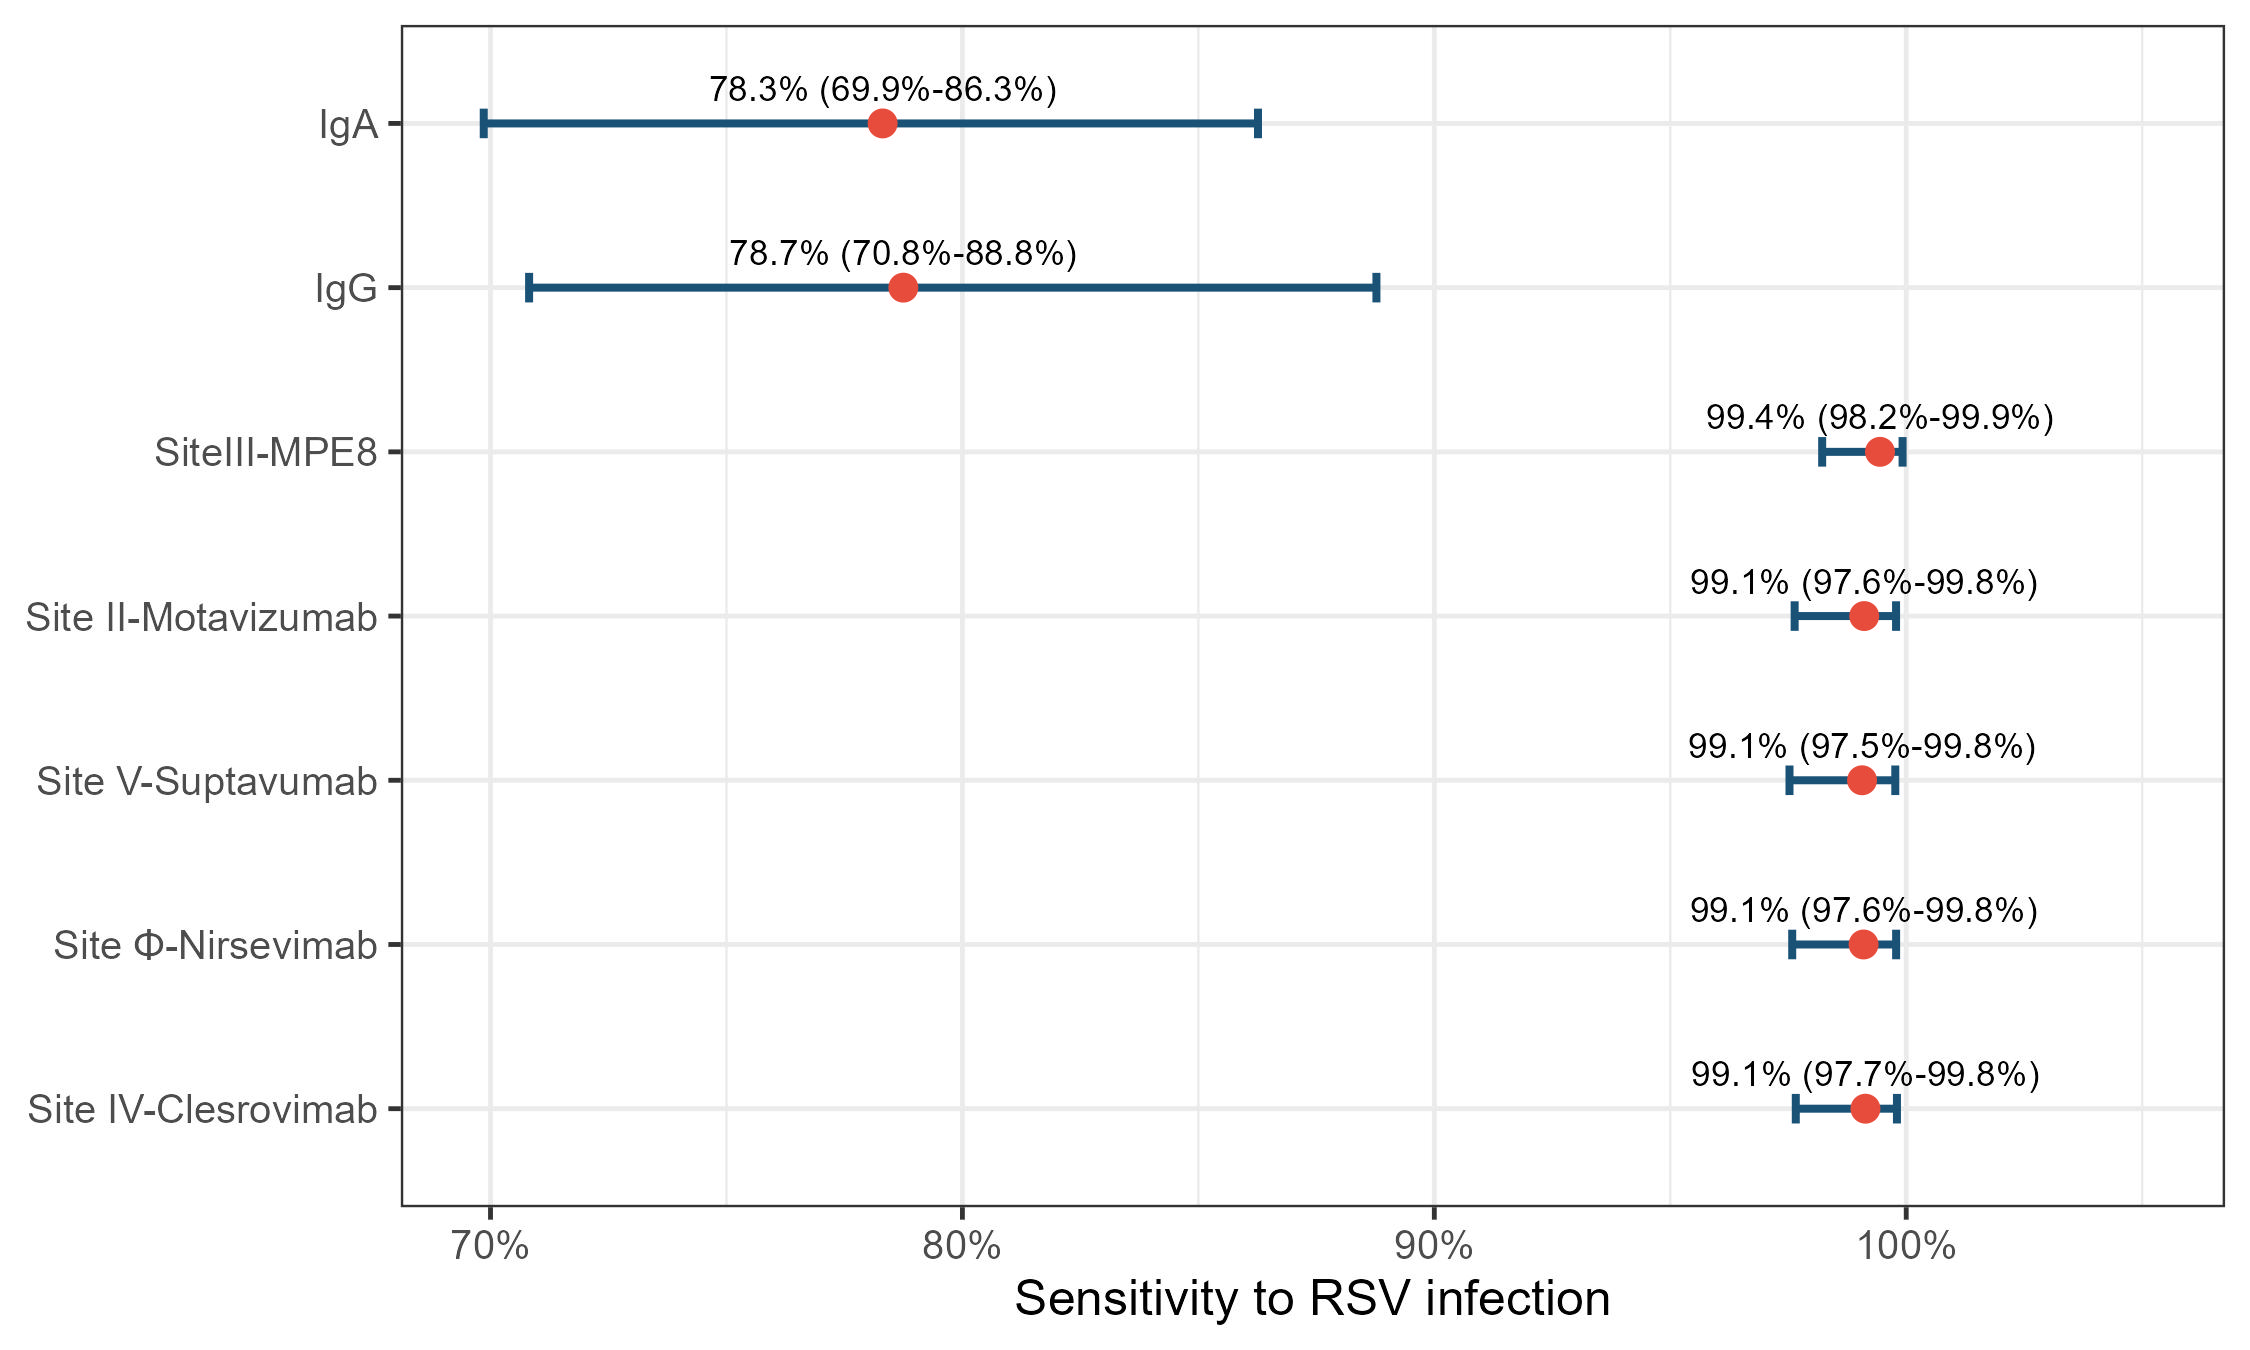 78.3% (69.9%-86.3%)
IgA
78.7% (70.8%-88.8%)
IgG
99.4% (98.2%-99.9%)
SiteIII-MPE8
99.1% (97.6%-99.8%)
Site II-Motavizumab
99.1% (97.5%-99.8%)
Site V-Suptavumab
99.1% (97.6%-99.8%)
Site Φ-Nirsevimab
99.1% (97.7%-99.8%)
Site IV-Clesrovimab
70% 80% 90% 100%
Sensitivity to RSV infection